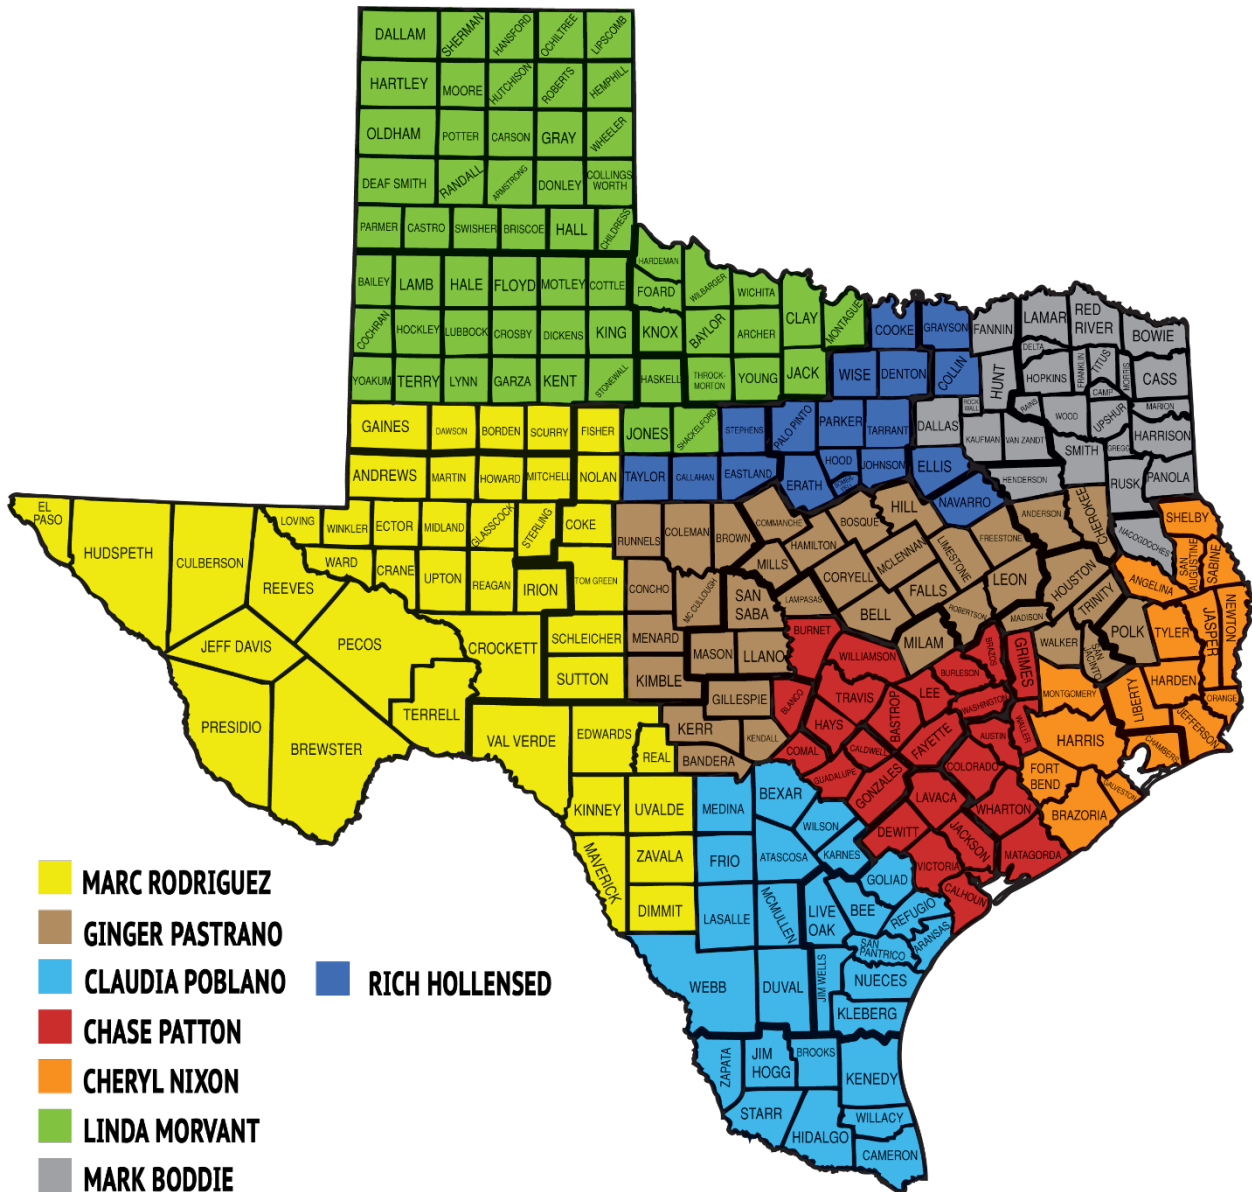 DALLAM SHERMAN HANSFORD OCHILTREE LIPSCOMB
HARTLEY MOORE HUTCHISON ROBERTS HEMPHILL
OLDHAM POTTER CARSON GRAY WHEELER
DEAF SMITH RANDALL ARMSTRONG DONLEY COLLINGS
WORTH
PARMER CASTRO SWISHER BRISCOE HALL CHILDRESS
HARDEMAN
BAILEY LAMB HALE FLOYD MOTLEY COTTLE FOARD WILBARGER WICHITA
COCHRAN HOCKLEY LUBBOCK CROSBY DICKENS KING KNOX BAYLOR ARCHER CLAY MONTAGUE COOKE GRAYSON FANNIN LAMAR RED
RIVER BOWIE
DELTA
YOAKUM TERRY LYNN GARZA KENT STONEWALL HASKELL THROCK-
MORTON YOUNG JACK WISE DENTON COLLIN HUNT HOPKINS FRANKLIN TITUS MORRIS CASS
CAMP
GAINES DAWSON BORDEN SCURRY FISHER JONES SHACKELFORD STEPHENS PALO PINTO PARKER TARRANT DALLAS ROCK
WALL RAINS WOOD UPSHUR MARION
KAUFMAN VAN ZANDT SMITH GREGG HARRISON
ANDREWS MARTIN HOWARD MITCHELL NOLAN TAYLOR CALLAHAN EASTLAND ERATH HOOD JOHNSON ELLIS HENDERSON RUSK PANOLA
NAVARRO
EL
PASO HUDSPETH CULBERSON LOVING WINKLER ECTOR MIDLAND GLASSCOCK STERLING COKE RUNNELS COLEMAN BROWN COMMANCHE BOSQUE HILL ANDERSON CHEROKEE NACOGDOCHES SHELBY
HAMILTON MCLENNAN LIMESTONE FREESTONE
REEVES WARD CRANE UPTON REAGAN IRION TOM GREEN CONCHO MC CULLOUGH SAN
SABA MILLS CORYELL FALLS LEON HOUSTON ANGELINA SAN
AUGUSTINE SABINE
LAMPASAS BELL ROBERTSON MADISON TRINITY NEWTON
JEFF DAVIS PECOS CROCKETT SCHLEICHER MENARD MASON LLANO BURNET MILAM BRAZOS GRIMES WALKER SAN
JACINTO POLK TYLER JASPER
WILLIAMSON BURLESON
SUTTON KIMBLE GILLESPIE BLANCO TRAVIS BASTROP LEE WASHINGTON MONTGOMERY LIBERTY HARDEN ORANGE
PRESIDIO BREWSTER TERRELL VAL VERDE EDWARDS REAL KERR KENDALL HAYS CALDWELL FAYETTE AUSTIN WALLER HARRIS CHAMBERS JEFFERSON
BANDERA COMAL GUADALUPE GONZALES COLORADO FORT
BEND GALVESTON
KINNEY UVALDE MEDINA BEXAR WILSON LAVACA WHARTON BRAZORIA
MAVERICK ZAVALA FRIO ATASCOSA KARNES DEWITT JACKSON MATAGORDA
DIMMIT LASALLE MCMULLEN LIVE
OAK BEE GOLIAD VICTORIA CALHOUN
REFUGIO
SAN
PANTRICO ARANSAS
WEBB DUVAL JIM WELLS NUECES
KLEBERG
ZAPATA JIM
HOGG BROOKS KENEDY
STARR HIDALGO WILLACY
CAMERON
MARC RODRIGUEZ
GINGER PASTRANO
CLAUDIA POBLANO RICH HOLLENSED
CHASE PATTON
CHERYL NIXON
LINDA MORVANT
MARK BODDIE